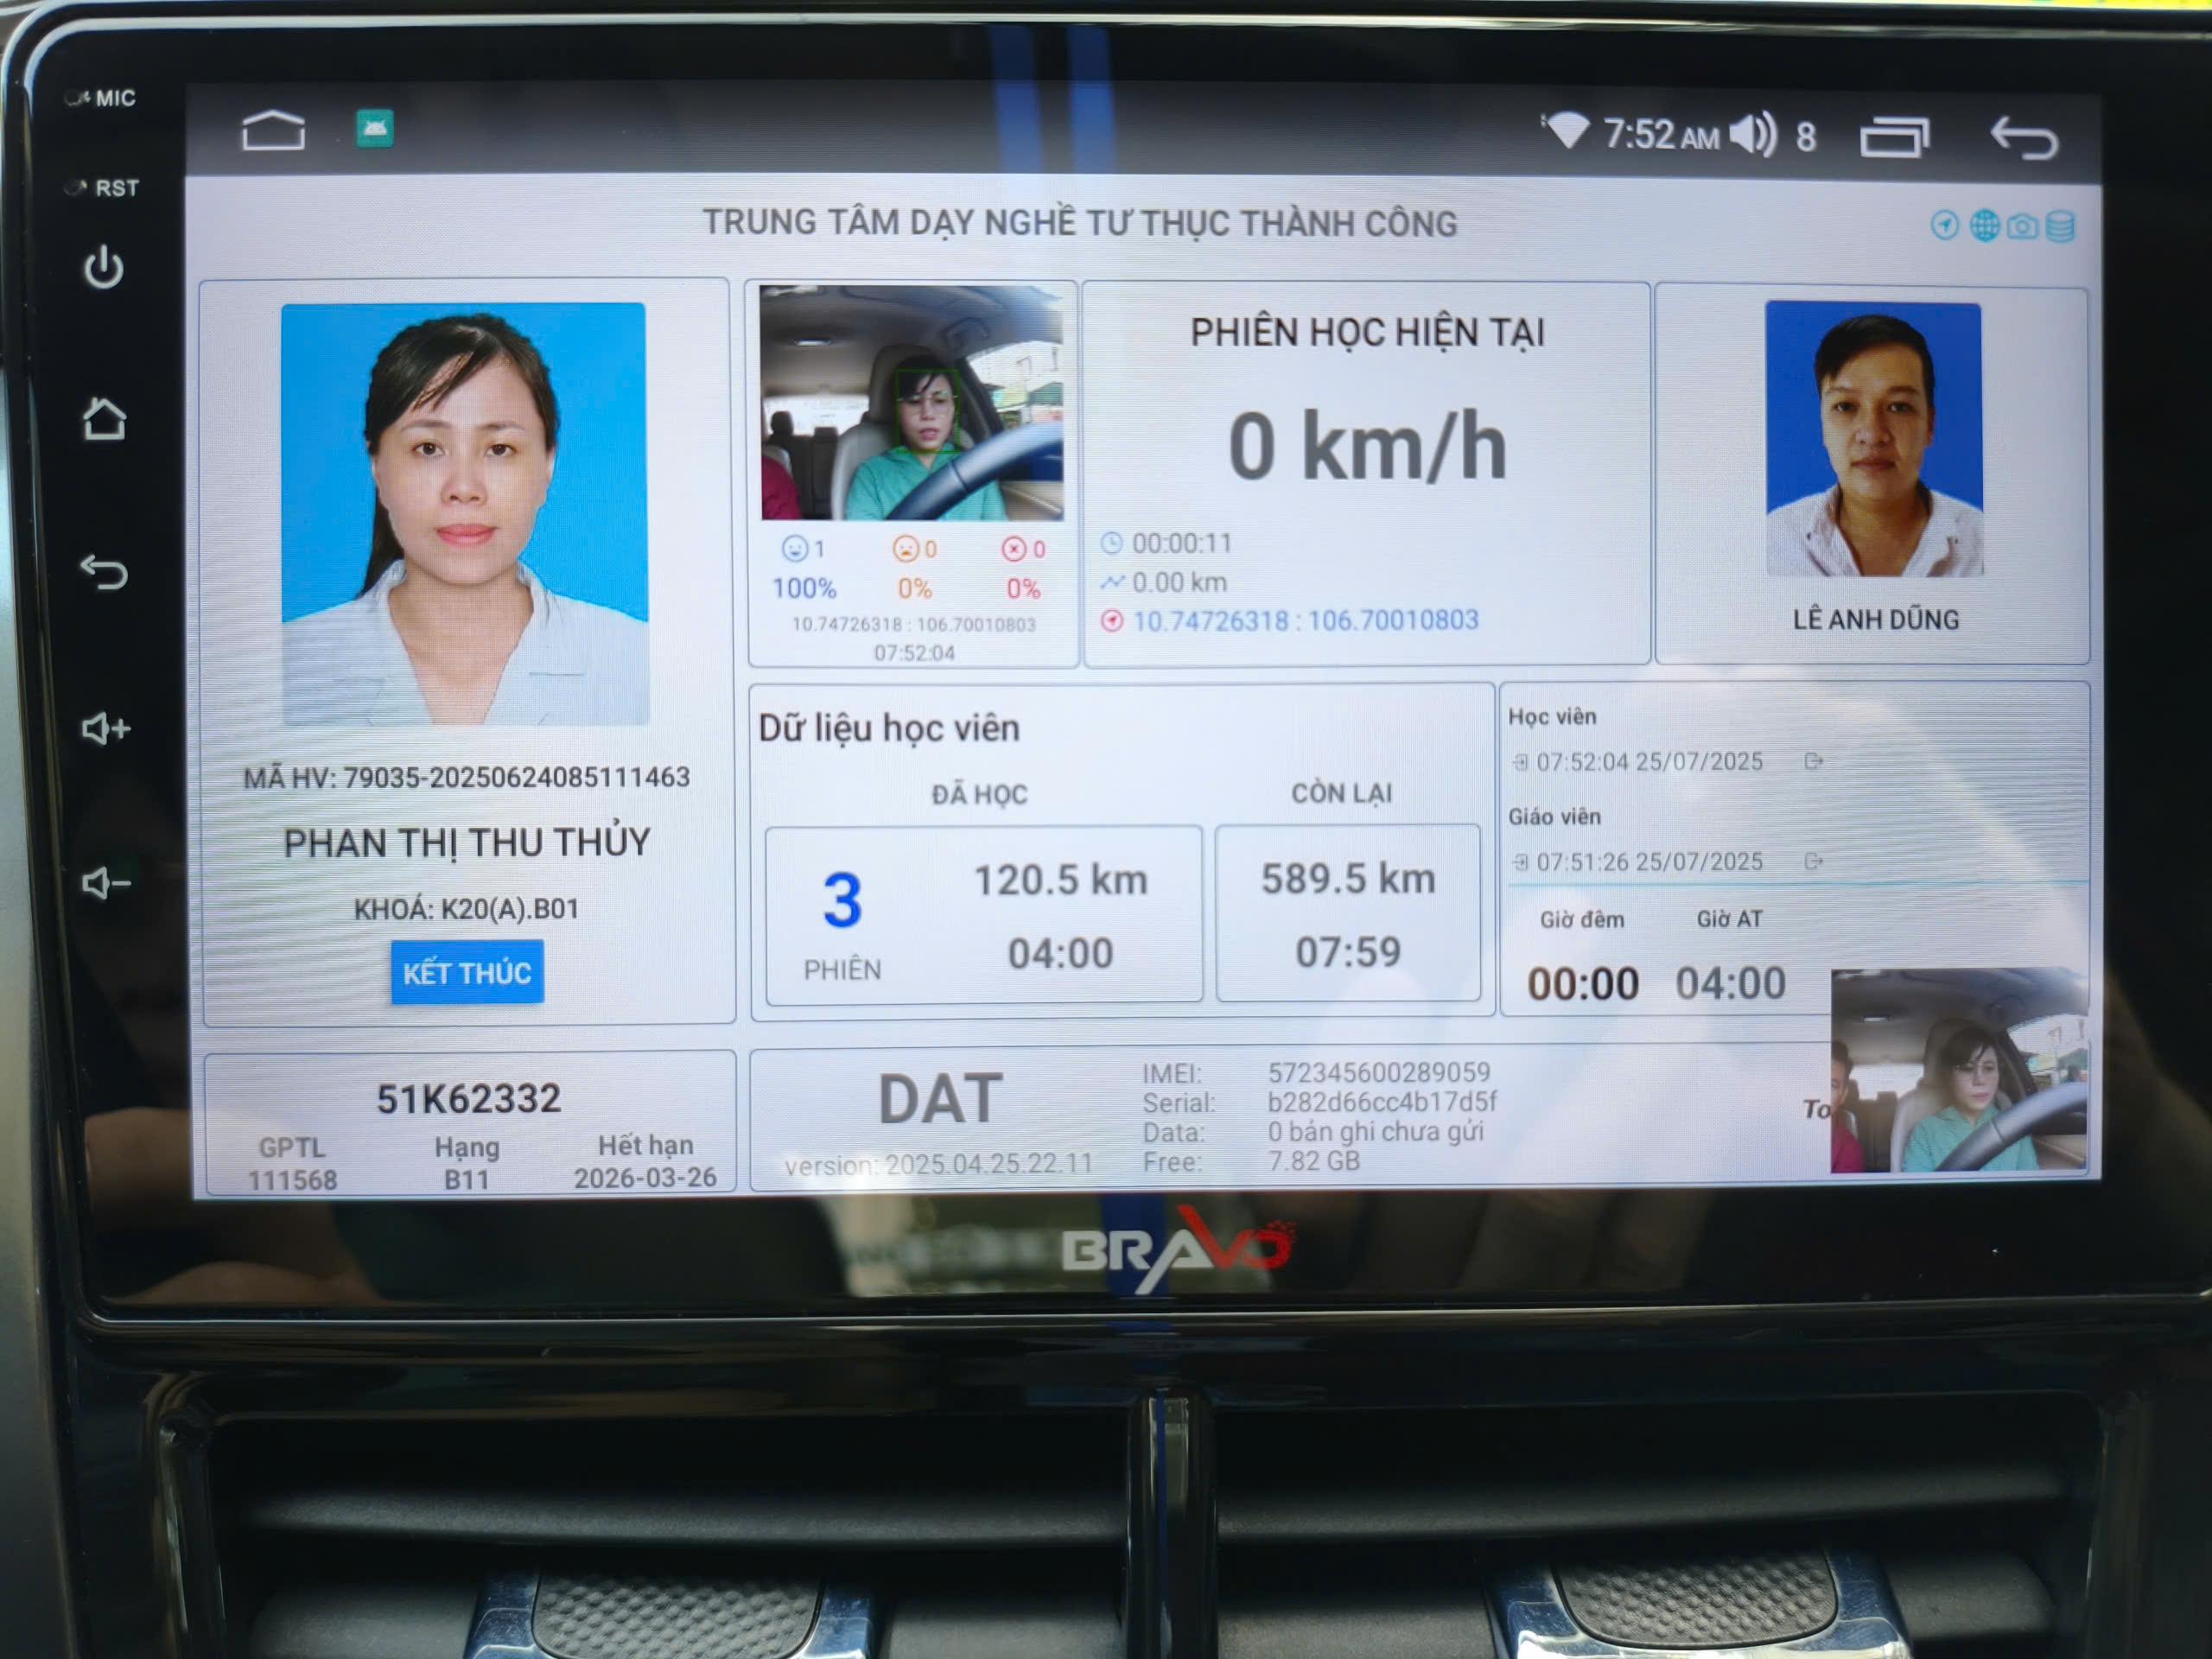 MIC
RST
7:52 AM 8
TRUNG TÂM DẠY NGHỀ TƯ THỤC THÀNH CÔNG
MÃ HV: 79035-20250624085111463
PHAN THỊ THU THỦY
KHOÁ: K20(A).B01
KẾT THÚC
1 0 0
100% 0% 0%
10.74726318 : 106.70010803
07:52:04
PHIÊN HỌC HIỆN TẠI
0 km/h
00:00:11
0.00 km
10.74726318 : 106.70010803
LÊ ANH DŨNG
Dữ liệu học viên
ĐÃ HỌC CÒN LẠI
3 120.5 km 589.5 km
PHIÊN 04:00 07:59
Học viên
07:52:04 25/07/2025
Giáo viên
07:51:26 25/07/2025
Giờ đêm Giờ AT
00:00 04:00
51K62332
GPTL Hạng Hết hạn
111568 B11 2026-03-26
DAT
version: 2025.04.25.22.11
IMEI: 572345600289059
Serial: b282d66cc4b17d5f
Data: 0 bản ghi chưa gửi
Free: 7.82 GB
To
BRAVO